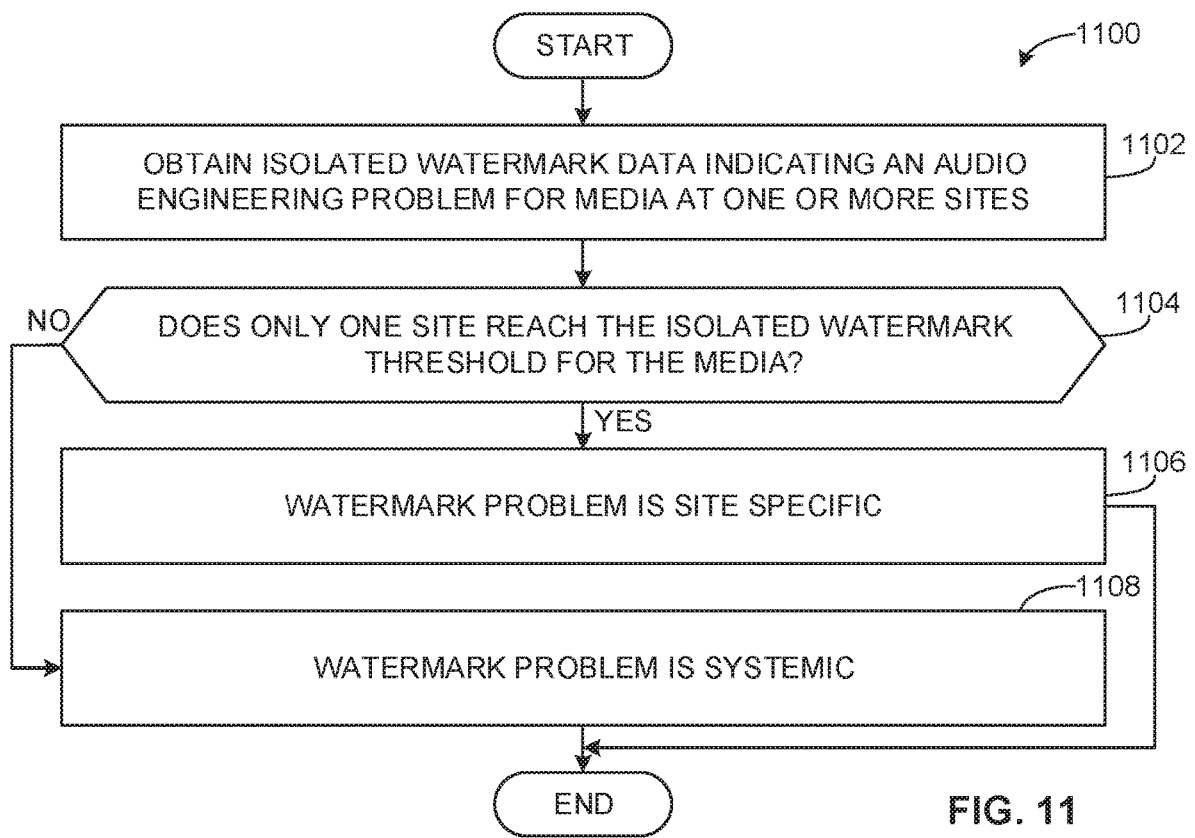 START
1100
OBTAIN ISOLATED WATERMARK DATA INDICATING AN AUDIO
ENGINEERING PROBLEM FOR MEDIA AT ONE OR MORE SITES
1102
DOES ONLY ONE SITE REACH THE ISOLATED WATERMARK
THRESHOLD FOR THE MEDIA?
1104
NO
YES
WATERMARK PROBLEM IS SITE SPECIFIC
1106
WATERMARK PROBLEM IS SYSTEMIC
1108
END
FIG. 11